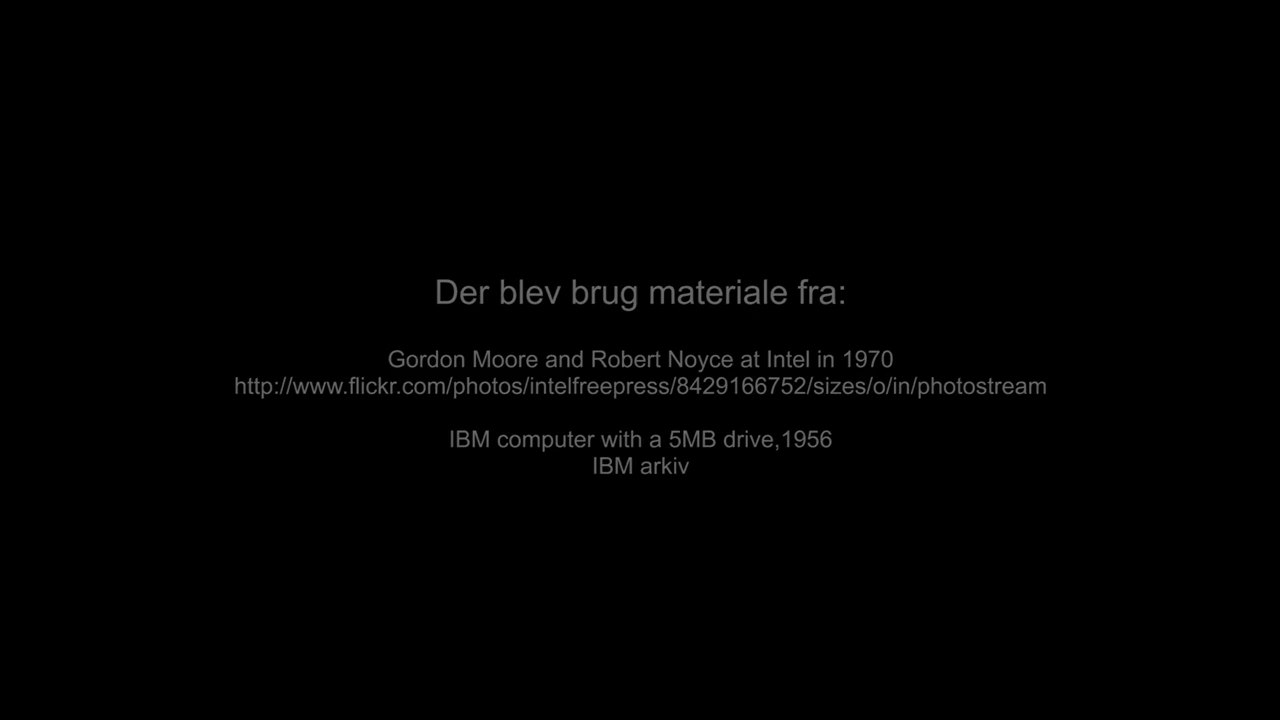 Der blev brug materiale fra:
Gordon Moore and Robert Noyce at Intel in 1970
http://www.flickr.com/photos/intelfreepress/8429166752/sizes/o/in/photostream
IBM computer with a 5MB drive,1956
IBM arkiv